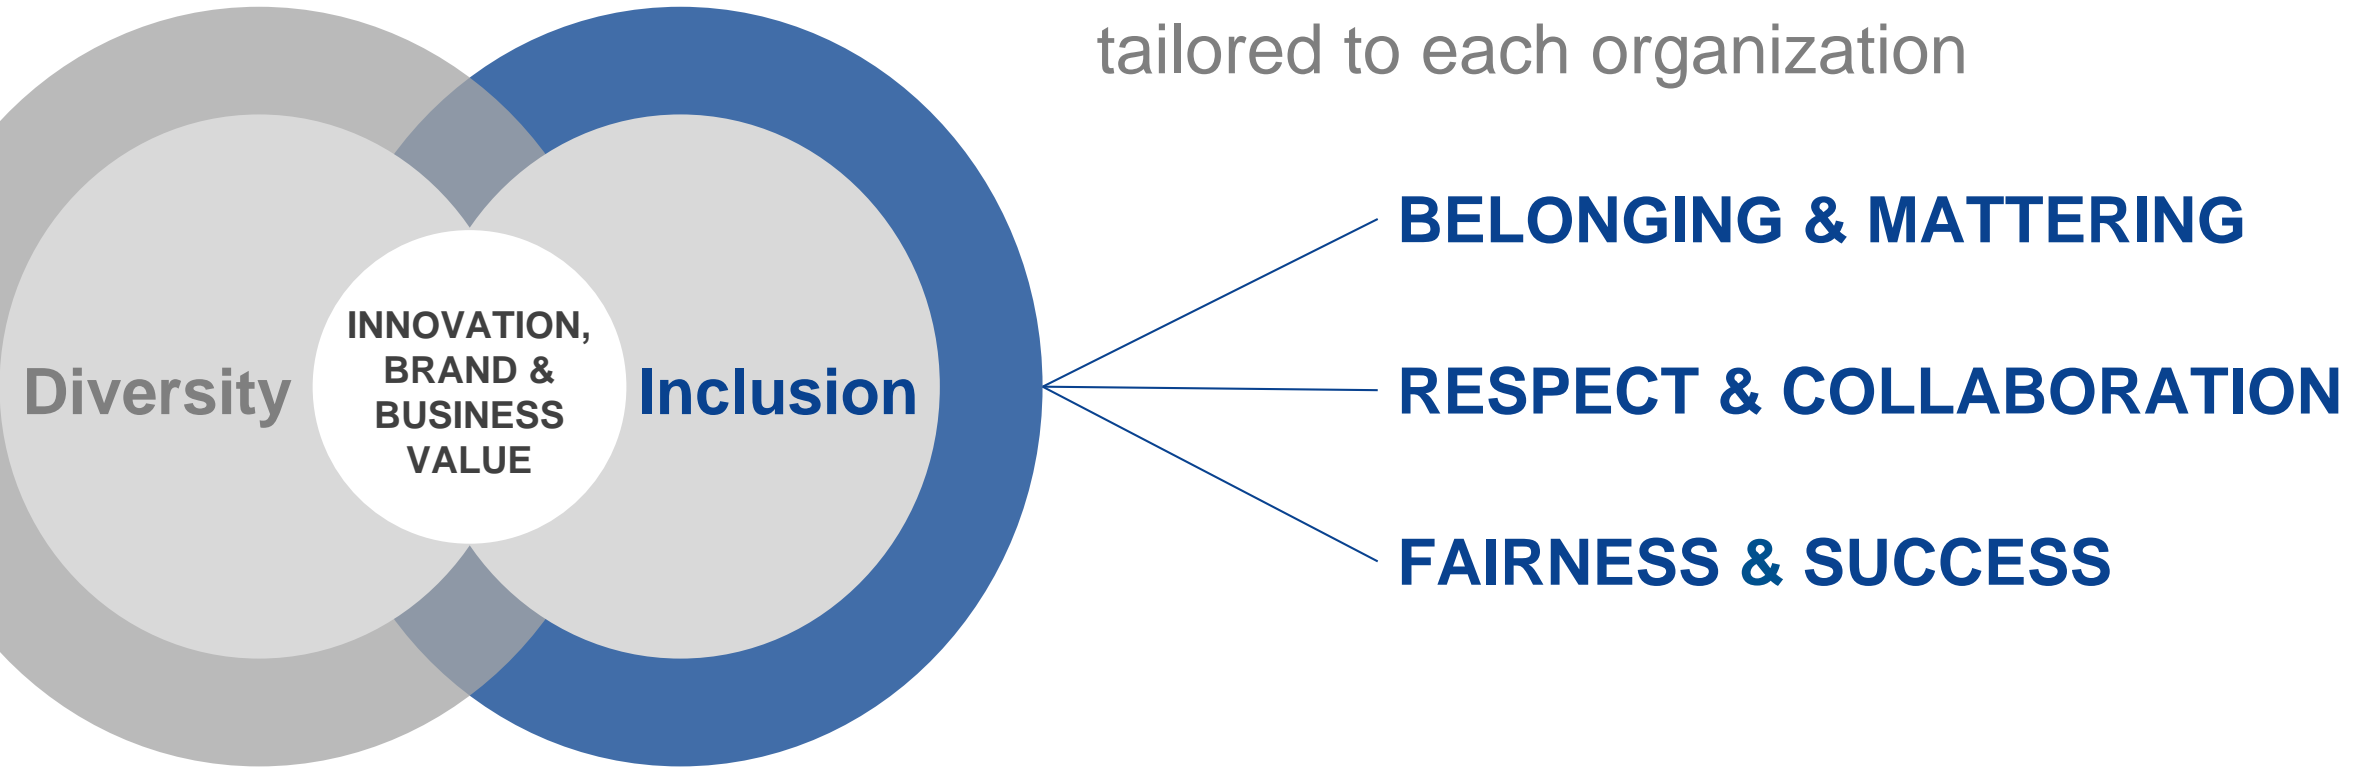 tailored to each organization
Diversity
INNOVATION,
BRAND &
BUSINESS
VALUE
Inclusion
BELONGING & MATTERING
RESPECT & COLLABORATION
FAIRNESS & SUCCESS